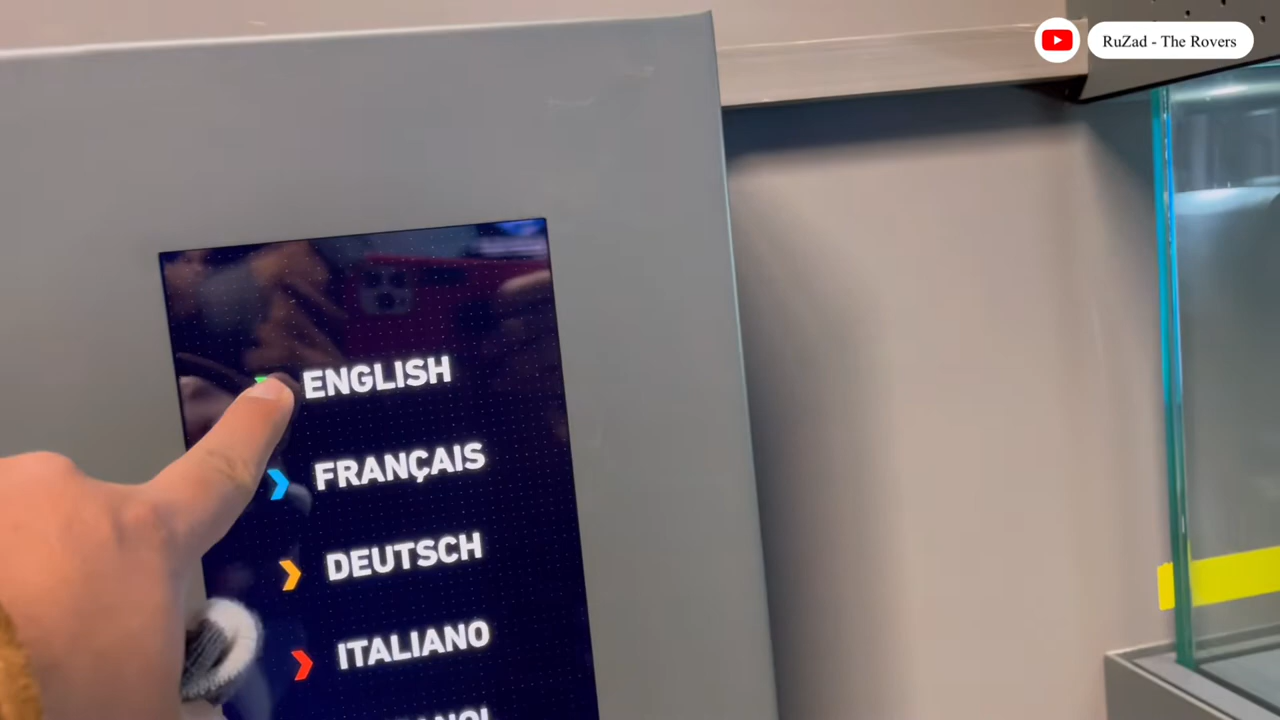 RuZad - The Rovers
ENGLISH
FRANÇAIS
DEUTSCH
ITALIANO